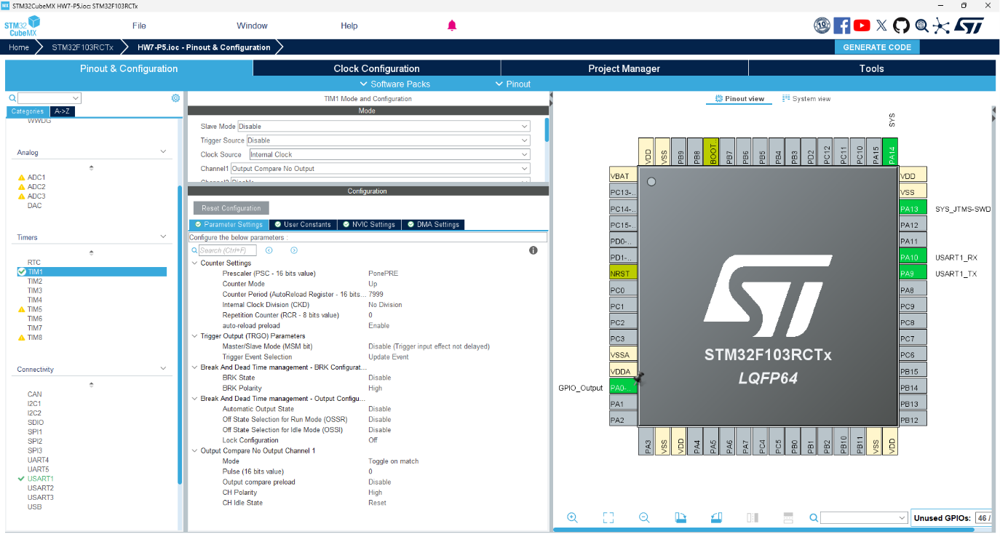 STM32CubeMX HW7-P5.ioc: STM32F103RCTx
STM32 CubeMX
File Window Help
Home STM32F103RCTx HW7-P5.ioc - Pinout & Configuration GENERATE CODE
Pinout & Configuration Clock Configuration Project Manager Tools
Software Packs Pinout
Categories A->Z
WWDG
Analog
ADC1
ADC2
ADC3
DAC
Timers
RTC
TIM1
TIM2
TIM3
TIM4
TIM5
TIM6
TIM7
TIM8
Connectivity
CAN
I2C1
I2C2
SDIO
SPI1
SPI2
SPI3
UART4
UART5
USART1
USART2
USART3
USB
TIM1 Mode and Configuration
Mode
Slave Mode Disable
Trigger Source Disable
Clock Source Internal Clock
Channel1 Output Compare No Output
Channel2 Disable
Configuration
Reset Configuration
Parameter Settings User Constants NVIC Settings DMA Settings
Configure the below parameters :
Search (Ctrl+F)
Counter Settings
Prescaler (PSC - 16 bits value) PonePRE
Counter Mode Up
Counter Period (AutoReload Register - 16 bits... 7999
Internal Clock Division (CKD) No Division
Repetition Counter (RCR - 8 bits value) 0
auto-reload preload Enable
Trigger Output (TRGO) Parameters
Master/Slave Mode (MSM bit) Disable (Trigger input effect not delayed)
Trigger Event Selection Update Event
Break And Dead Time management - BRK Configurat...
BRK State Disable
BRK Polarity High
Break And Dead Time management - Output Configu...
Automatic Output State Disable
Off State Selection for Run Mode (OSSR) Disable
Off State Selection for Idle Mode (OSSI) Disable
Lock Configuration Off
Output Compare No Output Channel 1
Mode Toggle on match
Pulse (16 bits value) 0
Output compare preload Disable
CH Polarity High
CH Idle State Reset
Pinout view System view
SYS
VDD VSS PB9 PB8 BOOT... PB7 PB6 PB5 PB4 PB3 PD2 PC12 PC11 PC10 PA15 PA14
VBAT
PC13-..
PC14-..
PC15-..
PD0-..
PD1-..
NRST
PC0
PC1
PC2
PC3
VSSA
VDDA
GPIO_Output PA0-..
PA1
PA2
STM32F103RCTx
LQFP64
VDD
VSS
PA13 SYS_JTMS-SWD
PA12
PA11
PA10 USART1_RX
PA9 USART1_TX
PA8
PC9
PC8
PC7
PC6
PB15
PB14
PB13
PB12
PA3 VSS VDD PA4 PA5 PA6 PA7 PC4 PC5 PB0 PB1 PB2 PB10 PB11 VSS VDD
Unused GPIOs: 46 /